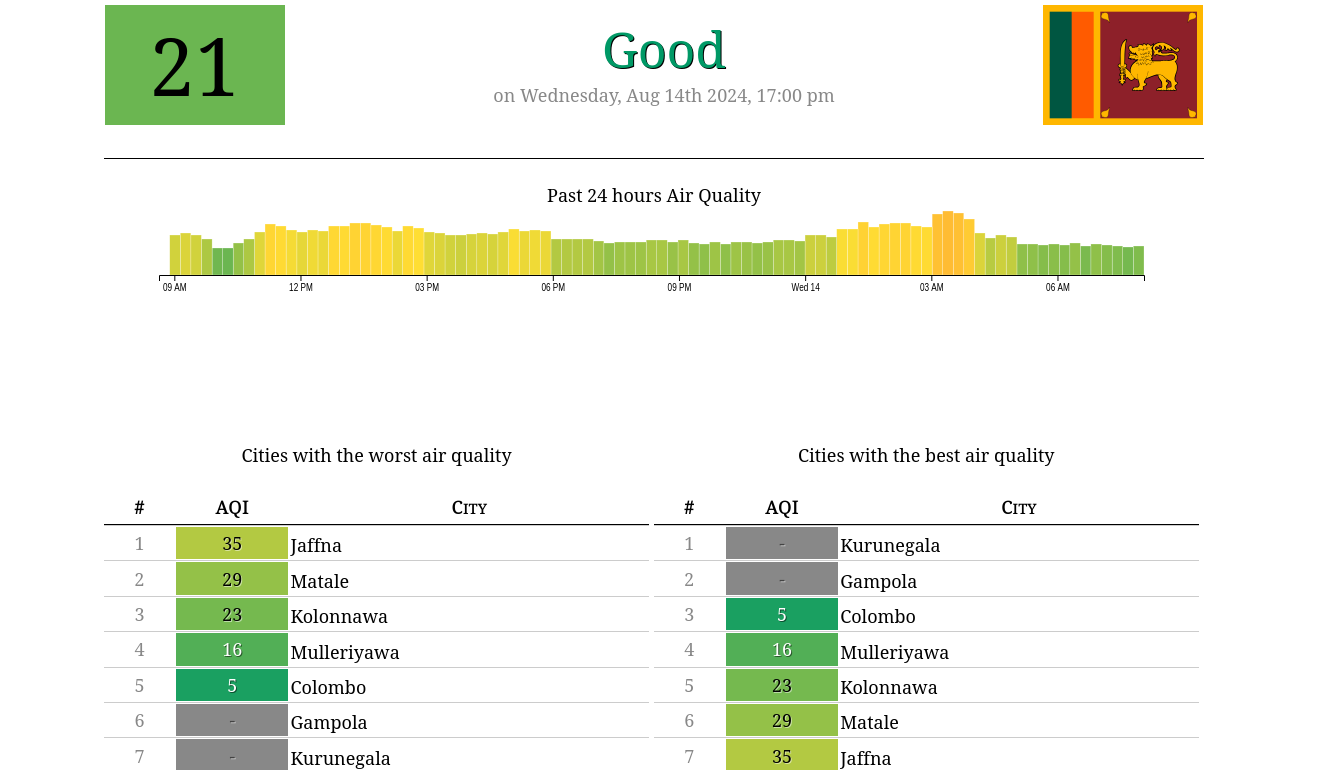 21
Good
on Wednesday, Aug 14th 2024, 17:00 pm
Past 24 hours Air Quality
09 AM 12 PM 03 PM 06 PM 09 PM Wed 14 03 AM 06 AM
Cities with the worst air quality
# AQI City
1 35 Jaffna
2 29 Matale
3 23 Kolonnawa
4 16 Mulleriyawa
5 5 Colombo
6 - Gampola
7 - Kurunegala
Cities with the best air quality
# AQI City
1 - Kurunegala
2 - Gampola
3 5 Colombo
4 16 Mulleriyawa
5 23 Kolonnawa
6 29 Matale
7 35 Jaffna